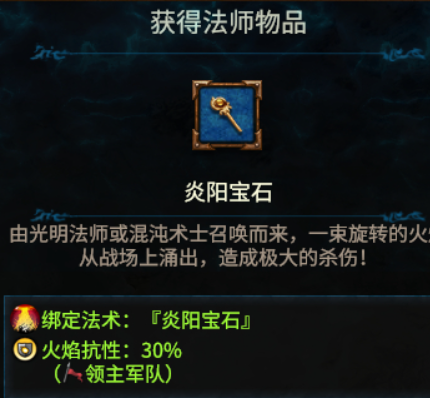 获得法师物品
炎阳宝石
由光明法师或混沌术士召唤而来，一束旋转的火
从战场上涌出，造成极大的杀伤！
绑定法术：『炎阳宝石』
火焰抗性：30%
（领主军队）